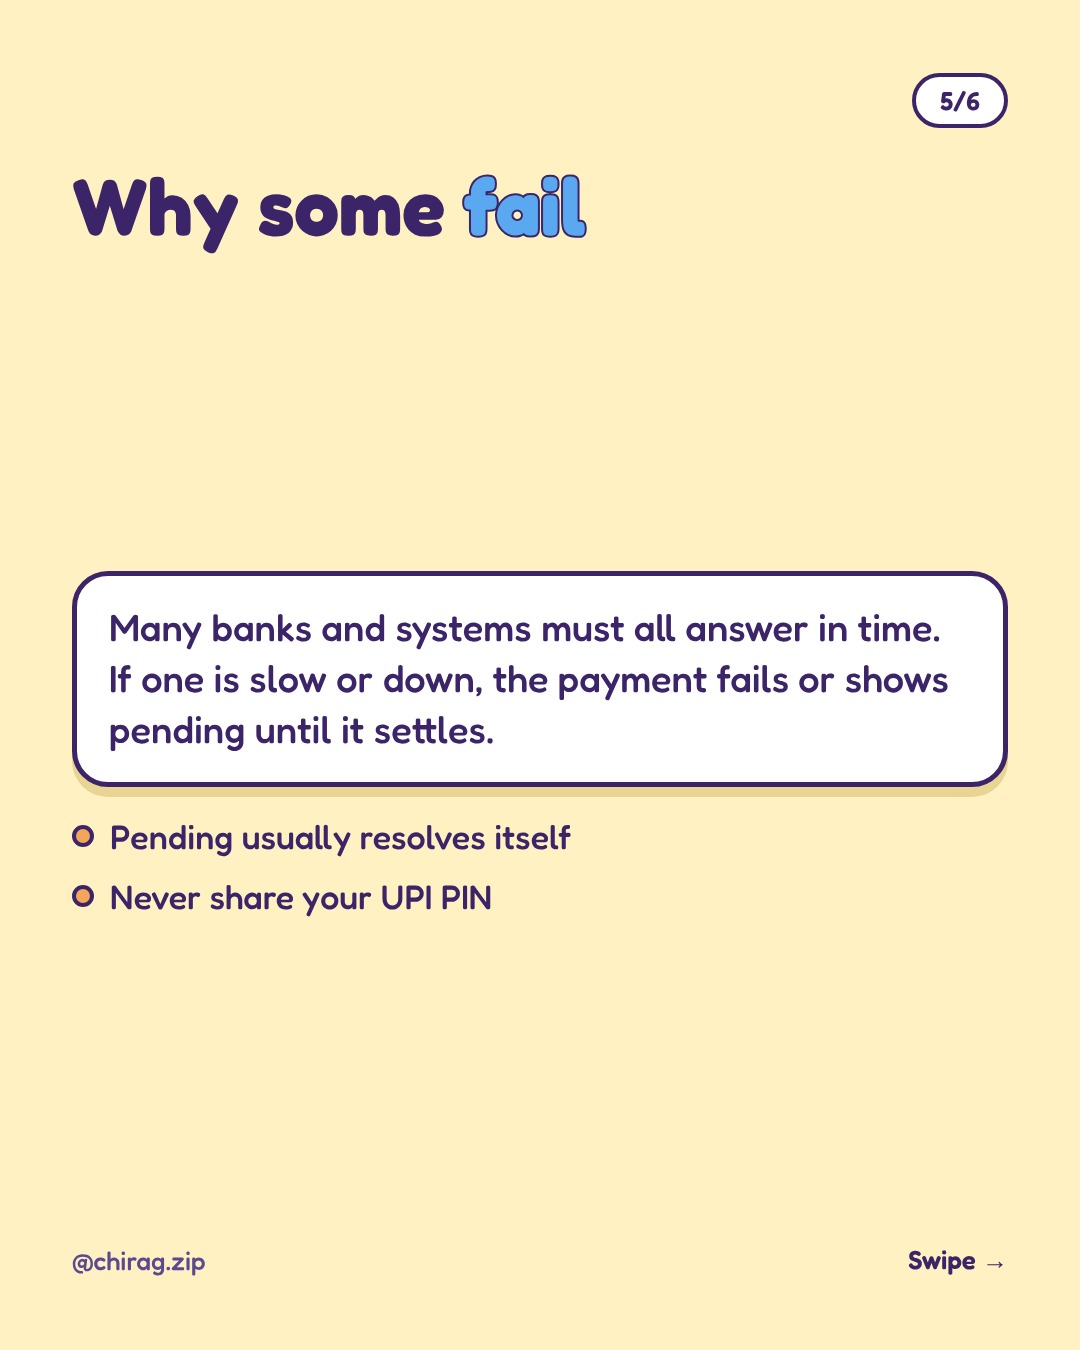 5/6
Why some fail
Many banks and systems must all answer in time.
If one is slow or down, the payment fails or shows
pending until it settles.
Pending usually resolves itself
Never share your UPI PIN
@chirag.zip
Swipe →